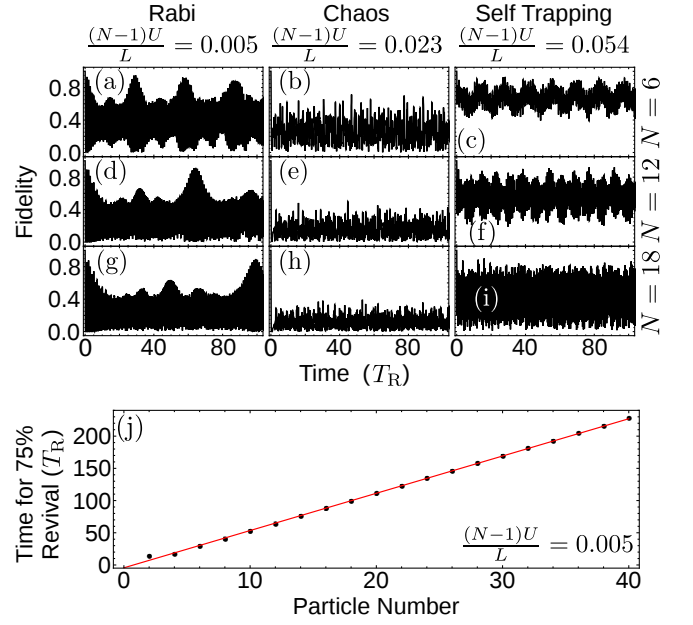 Rabi Chaos Self Trapping
(N−1)U/L = 0.005 (N−1)U/L = 0.023 (N−1)U/L = 0.054
(a) (b) (c)
0.8
0.4
0.0
N = 6
(d) (e) (f)
0.8
0.4
0.0
N = 12
(g) (h) (i)
0.8
0.4
0.0
N = 18
Fidelity
0 40 80 0 40 80 0 40 80
Time (T_R)
(j)
200
150
100
50
0
Time for 75%
Revival (T_R)
(N−1)U/L = 0.005
0 10 20 30 40
Particle Number